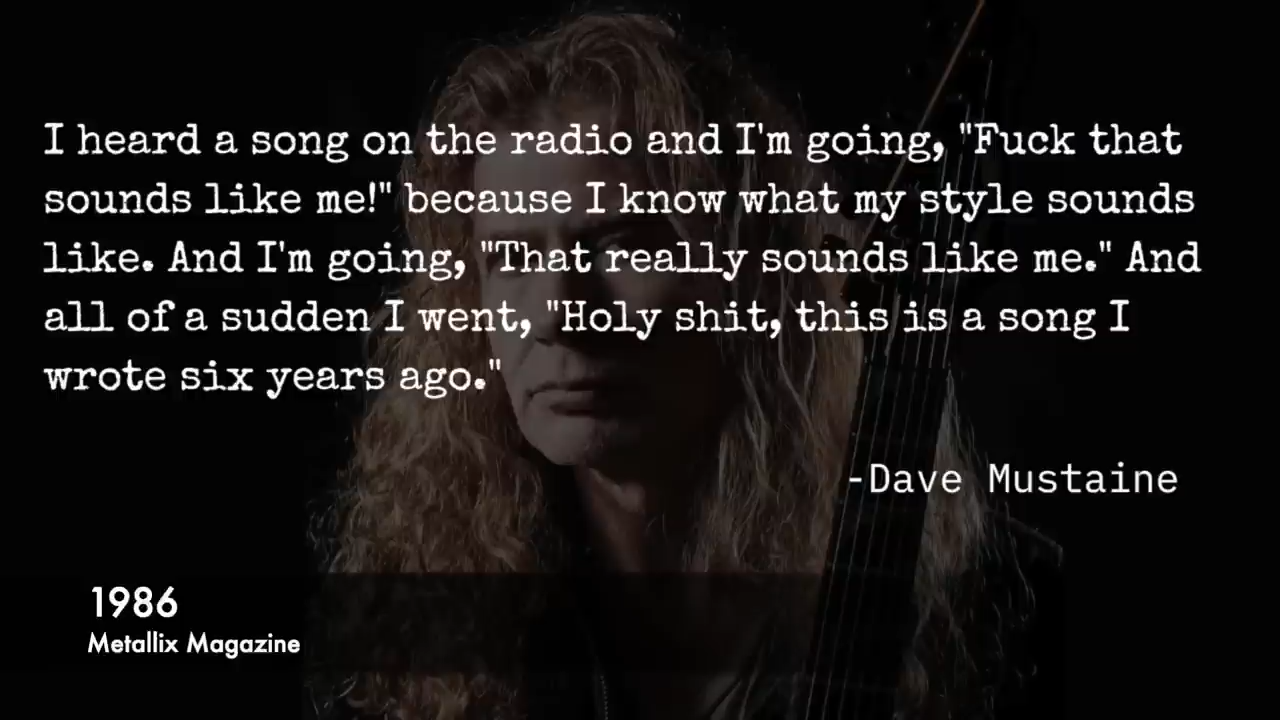 I heard a song on the radio and I'm going, "Fuck that
sounds like me!" because I know what my style sounds
like. And I'm going, "That really sounds like me." And
all of a sudden I went, "Holy shit, this is a song I
wrote six years ago."
-Dave Mustaine
1986
Metallix Magazine